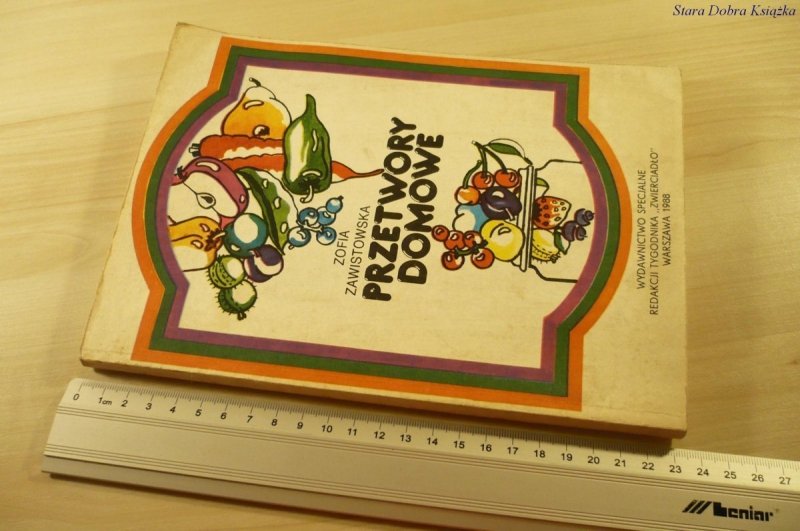 Stara Dobra Książka
ZOFIA
ZAWISTOWSKA
PRZETWORY
DOMOWE
WYDAWNICTWO SPECJALNE
REDAKCJI TYGODNIKA „ZWIERCIADŁO”
WARSZAWA 1988
0 1cm 2 3 4 5 6 7 8 9 10 11 12 13 14 15 16 17 18 19 20 21 22 23 24 25 26 27
leniar